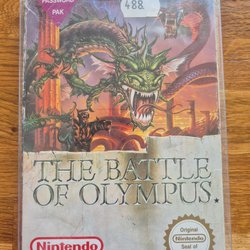 PASSWORD
PAK
488
THE BATTLE
OF OLYMPUS.
Nintendo
Original
Nintendo
Seal of